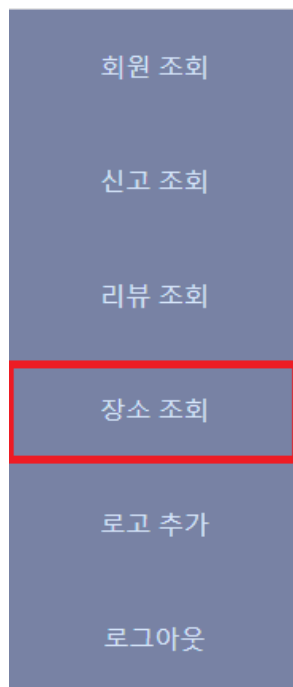 회원 조회
신고 조회
리뷰 조회
장소 조회
로고 추가
로그아웃